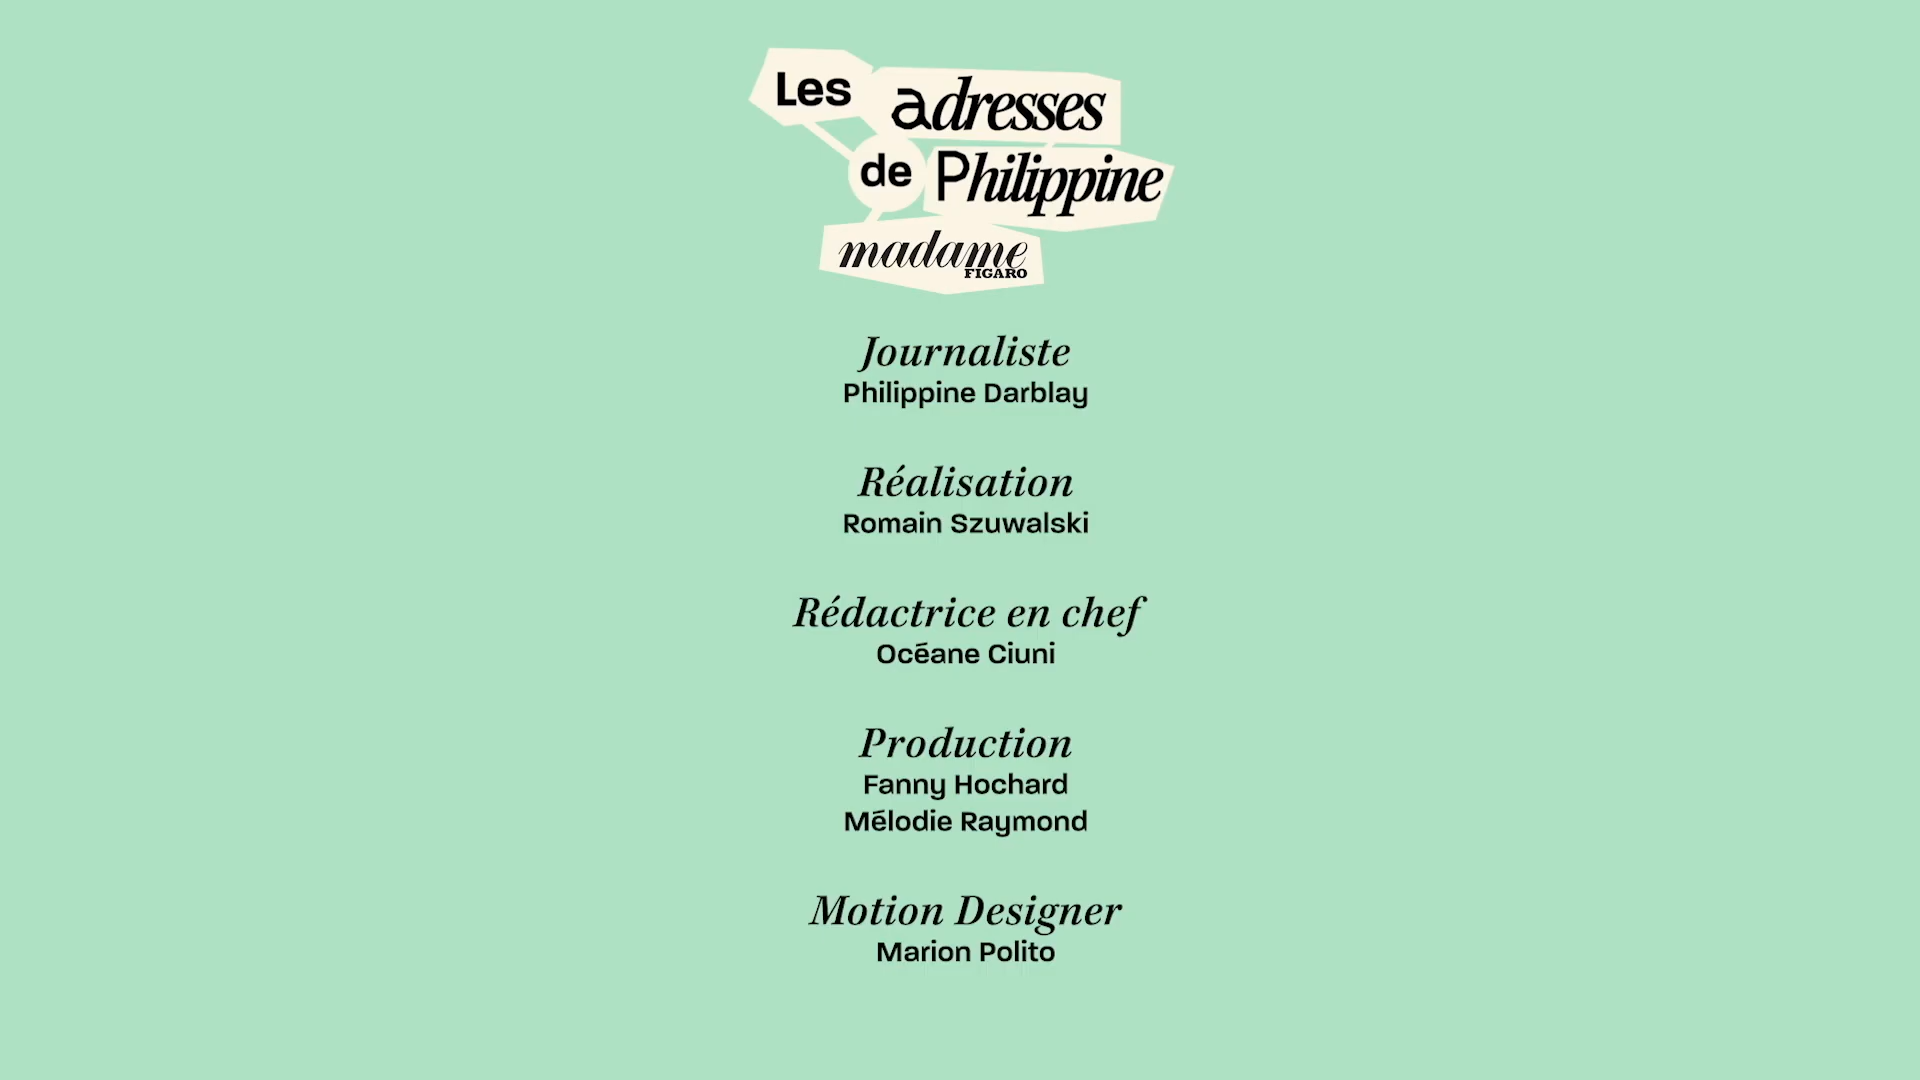 Les adresses
de Philippine
madame
FIGARO
Journaliste
Philippine Darblay
Réalisation
Romain Szuwalski
Rédactrice en chef
Océane Ciuni
Production
Fanny Hochard
Mélodie Raymond
Motion Designer
Marion Polito